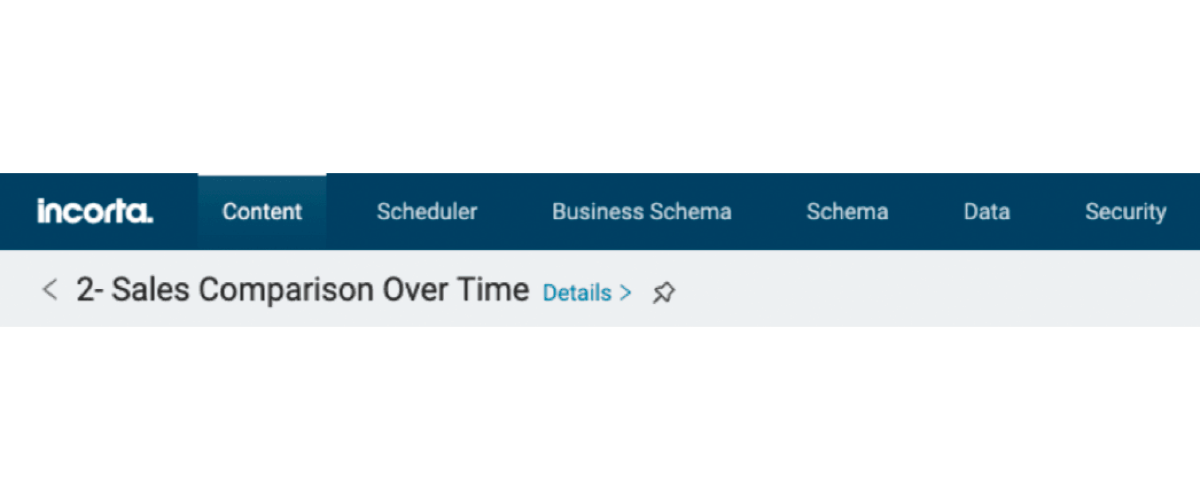 incorta. Content Scheduler Business Schema Schema Data Security
< 2- Sales Comparison Over Time Details >